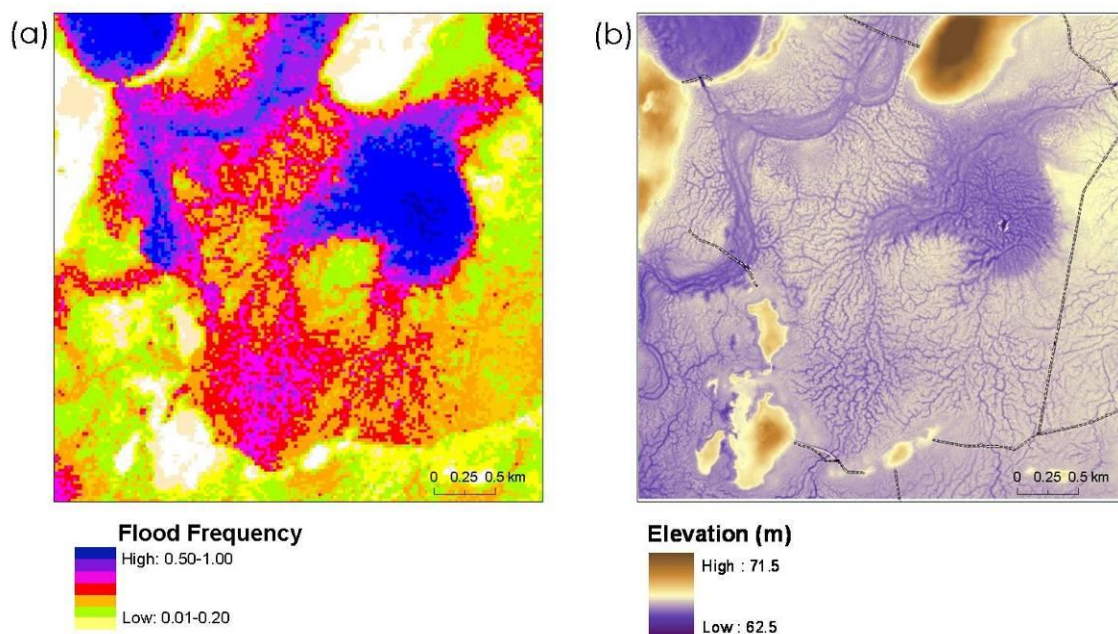 (a)
(b)
0 0.25 0.5 km
0 0.25 0.5 km
Flood Frequency
High: 0.50-1.00
Low: 0.01-0.20
Elevation (m)
High : 71.5
Low : 62.5